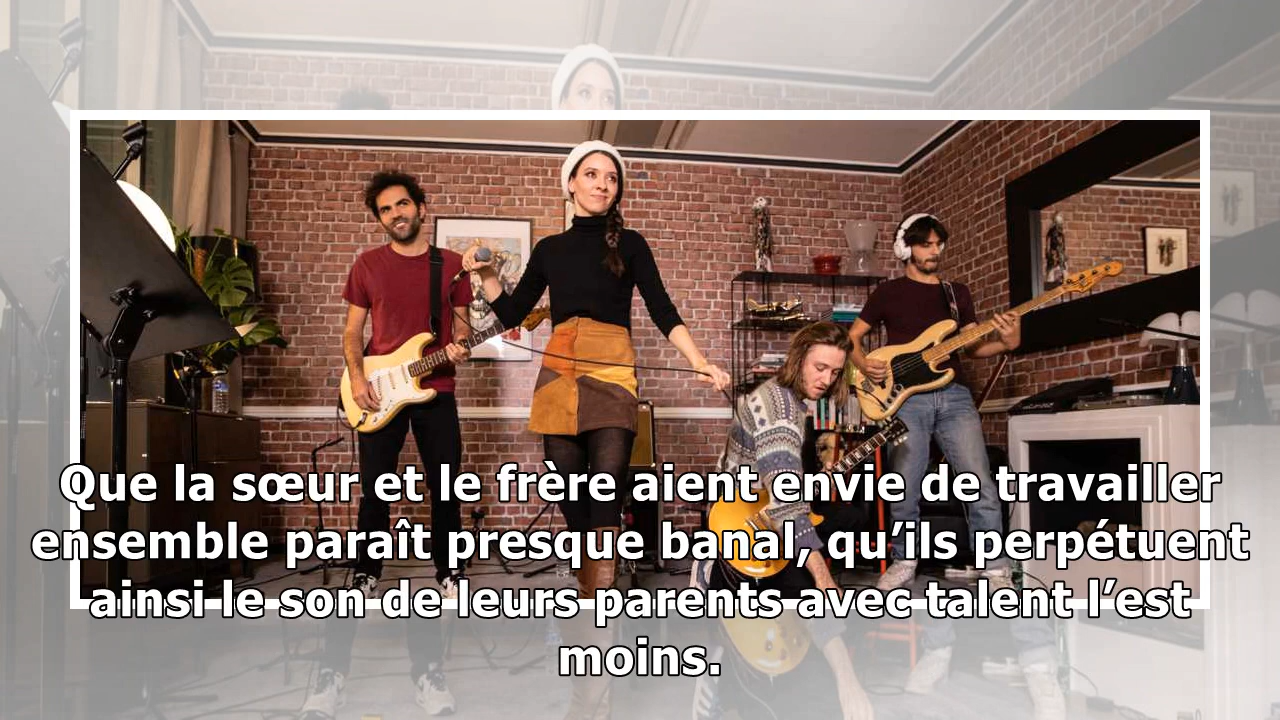 Que la sœur et le frère aient envie de travailler
ensemble paraît presque banal, qu’ils perpétuent
ainsi le son de leurs parents avec talent l’est
moins.